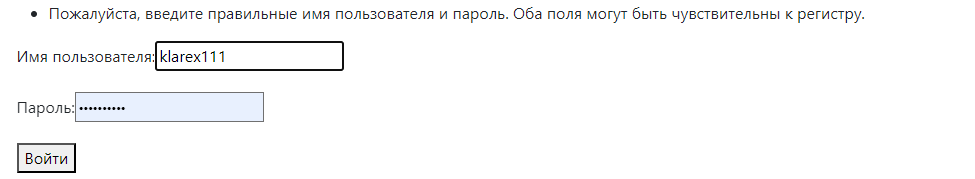 Пожалуйста, введите правильные имя пользователя и пароль. Оба поля могут быть чувствительны к регистру.
Имя пользователя: klarex111
Пароль: ••••••••••
Войти